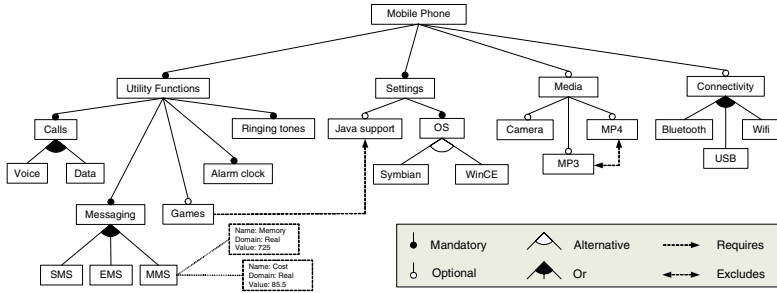 Mobile Phone
Utility Functions
Settings
Media
Connectivity
Calls
Ringing tones
Java support
OS
Camera
MP4
Bluetooth
Wifi
Voice
Data
Alarm clock
Symbian
WinCE
MP3
USB
Messaging
Games
Name: Memory
Domain: Real
Value: 725
SMS
EMS
MMS
Name: Cost
Domain: Real
Value: 85.5
Mandatory
Alternative
Requires
Optional
Or
Excludes